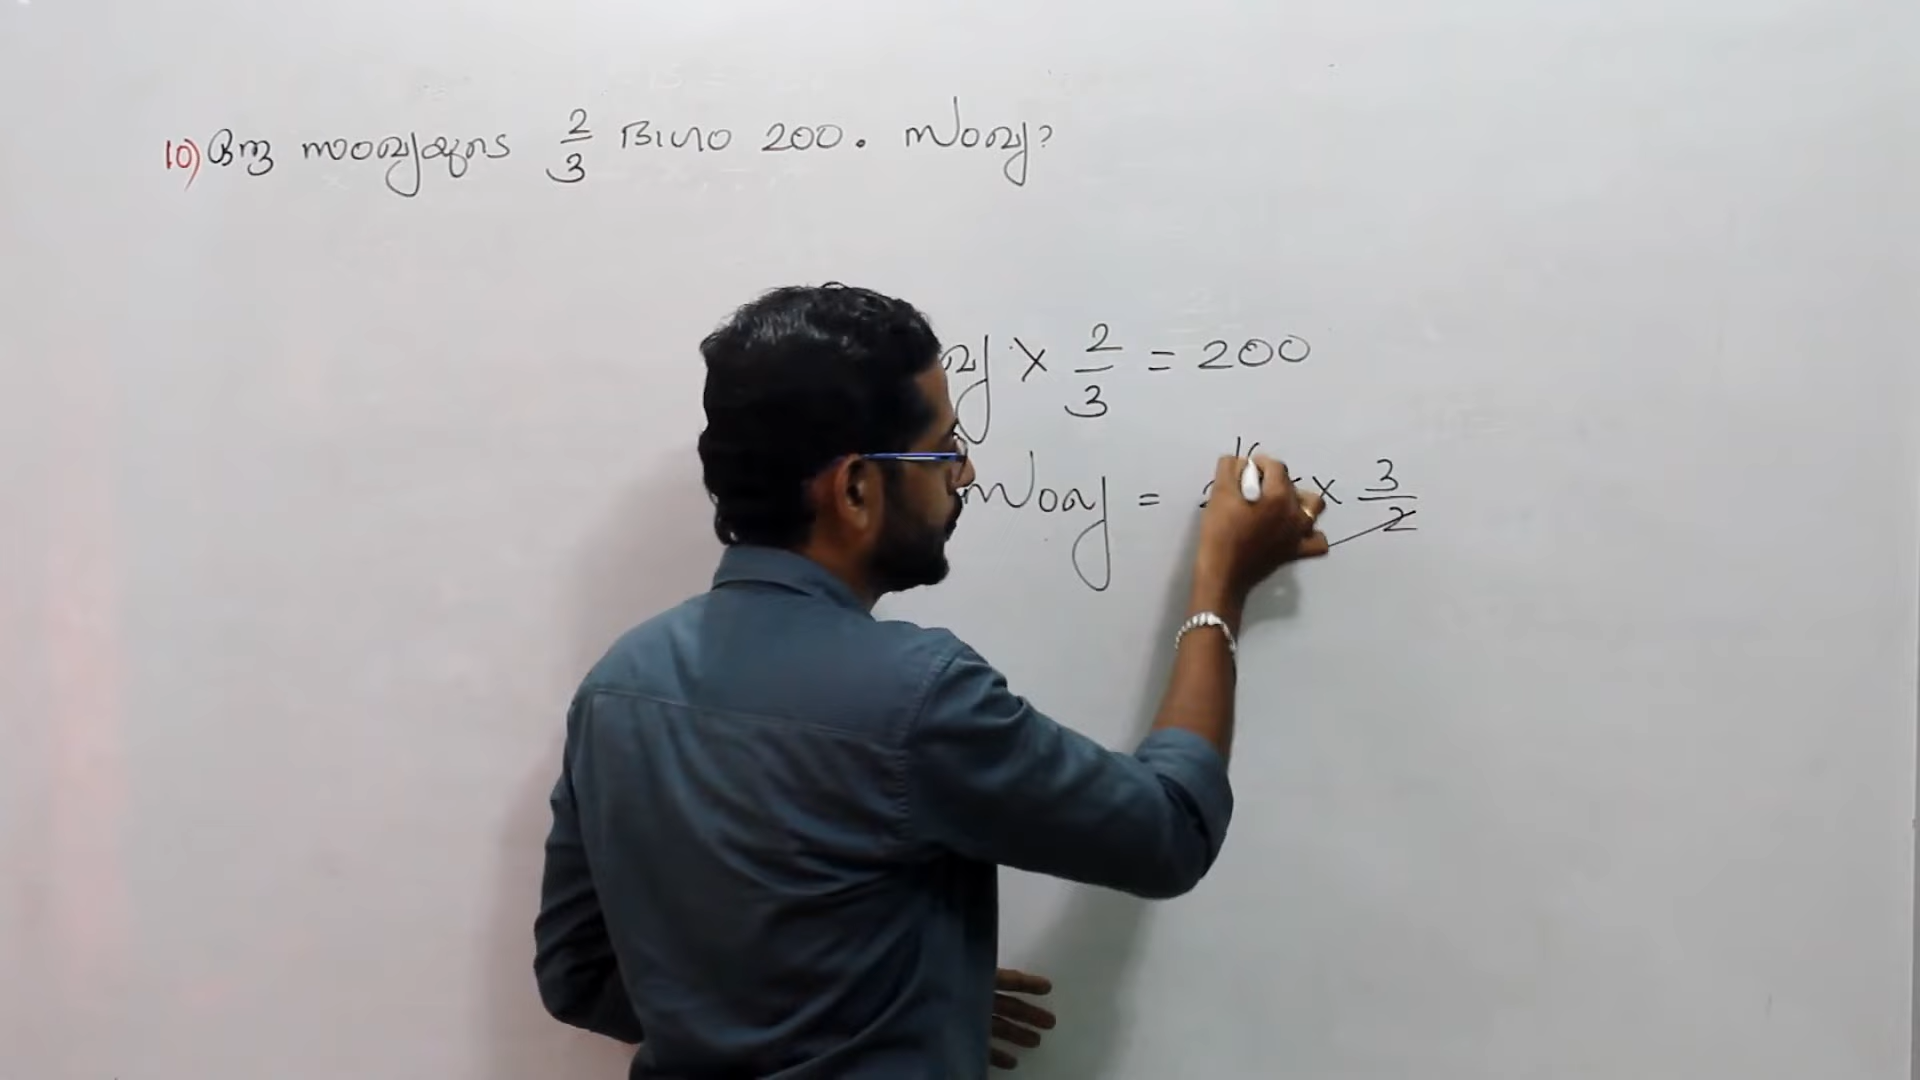 10) ഒരു സംഖ്യയുടെ 2/3 ഭാഗം 200. സംഖ്യ?
× 2/3 = 200
സംഖ്യ = × 3/2